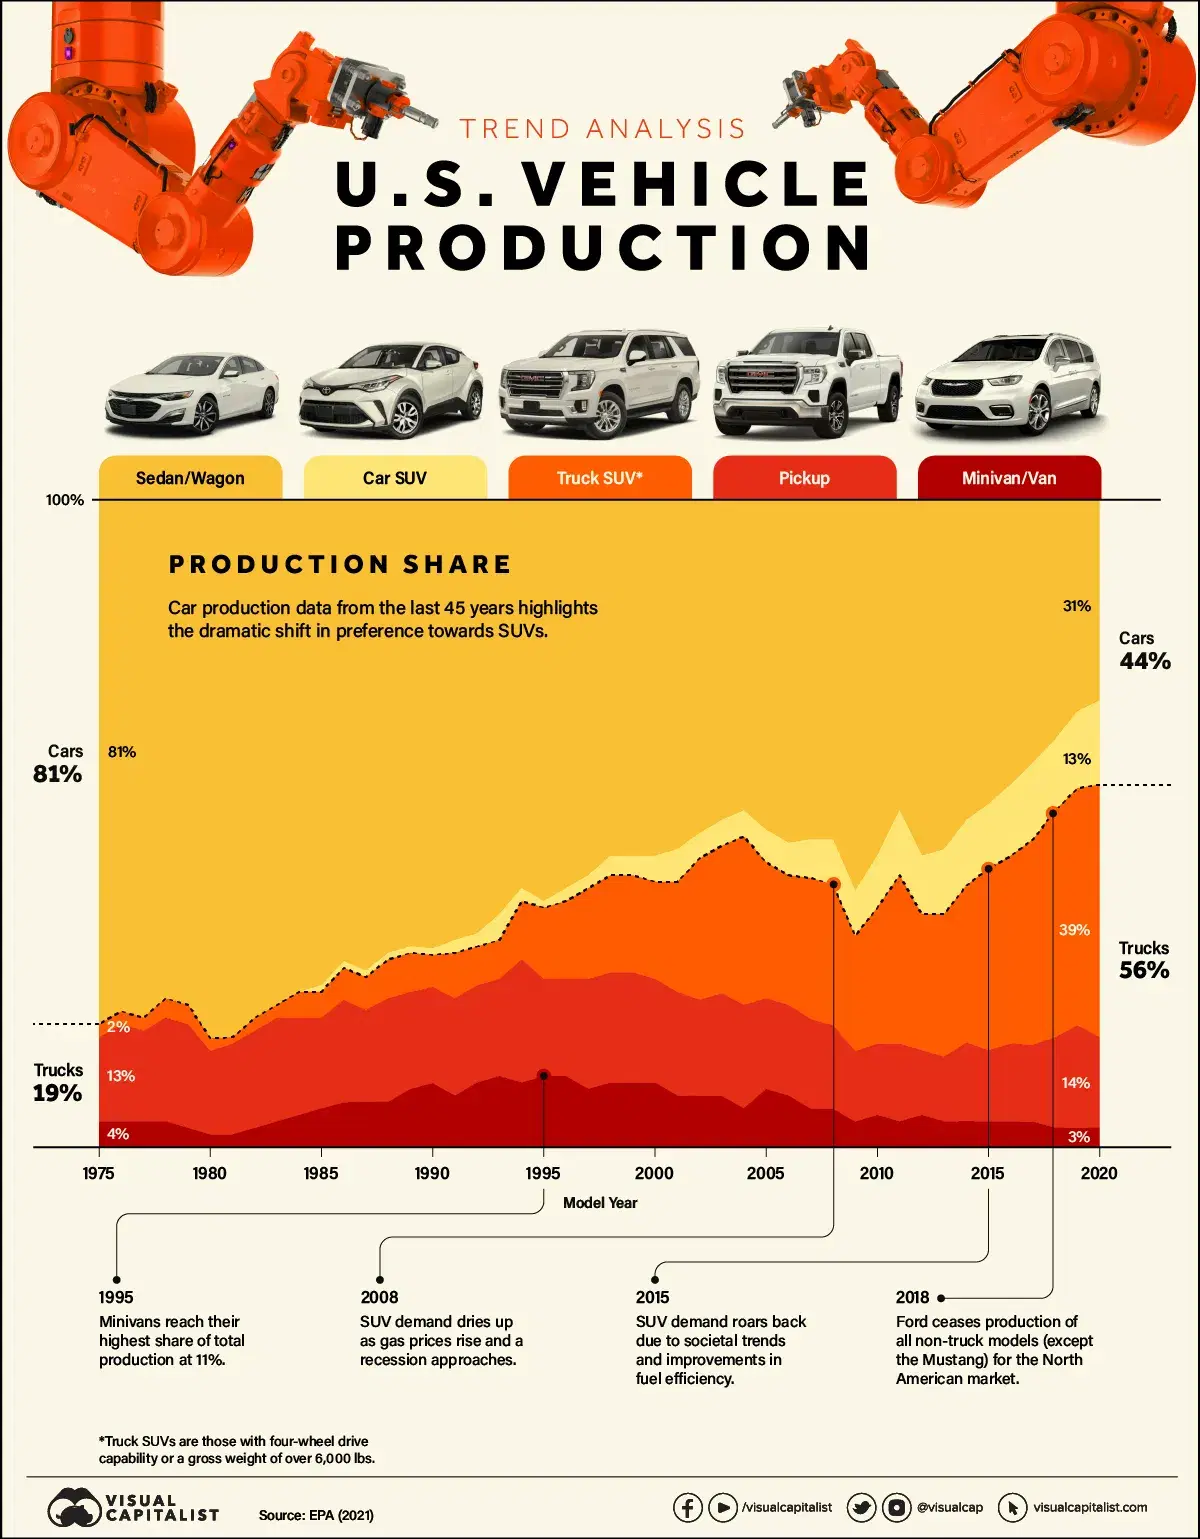 TREND ANALYSIS
U.S. VEHICLE
PRODUCTION
Sedan/Wagon
Car SUV
Truck SUV*
Pickup
Minivan/Van
100%
PRODUCTION SHARE
Car production data from the last 45 years highlights
the dramatic shift in preference towards SUVs.
31%
Cars
44%
Cars
81%
81%
13%
39%
Trucks
56%
2%
Trucks
19%
13%
14%
4%
3%
1975
1980
1985
1990
1995
2000
2005
2010
2015
2020
Model Year
1995
Minivans reach their
highest share of total
production at 11%.
2008
SUV demand dries up
as gas prices rise and a
recession approaches.
2015
SUV demand roars back
due to societal trends
and improvements in
fuel efficiency.
2018
Ford ceases production of
all non-truck models (except
the Mustang) for the North
American market.
*Truck SUVs are those with four-wheel drive
capability or a gross weight of over 6,000 lbs.
VISUAL
CAPITALIST
Source: EPA (2021)
/visualcapitalist
@visualcap
visualcapitalist.com